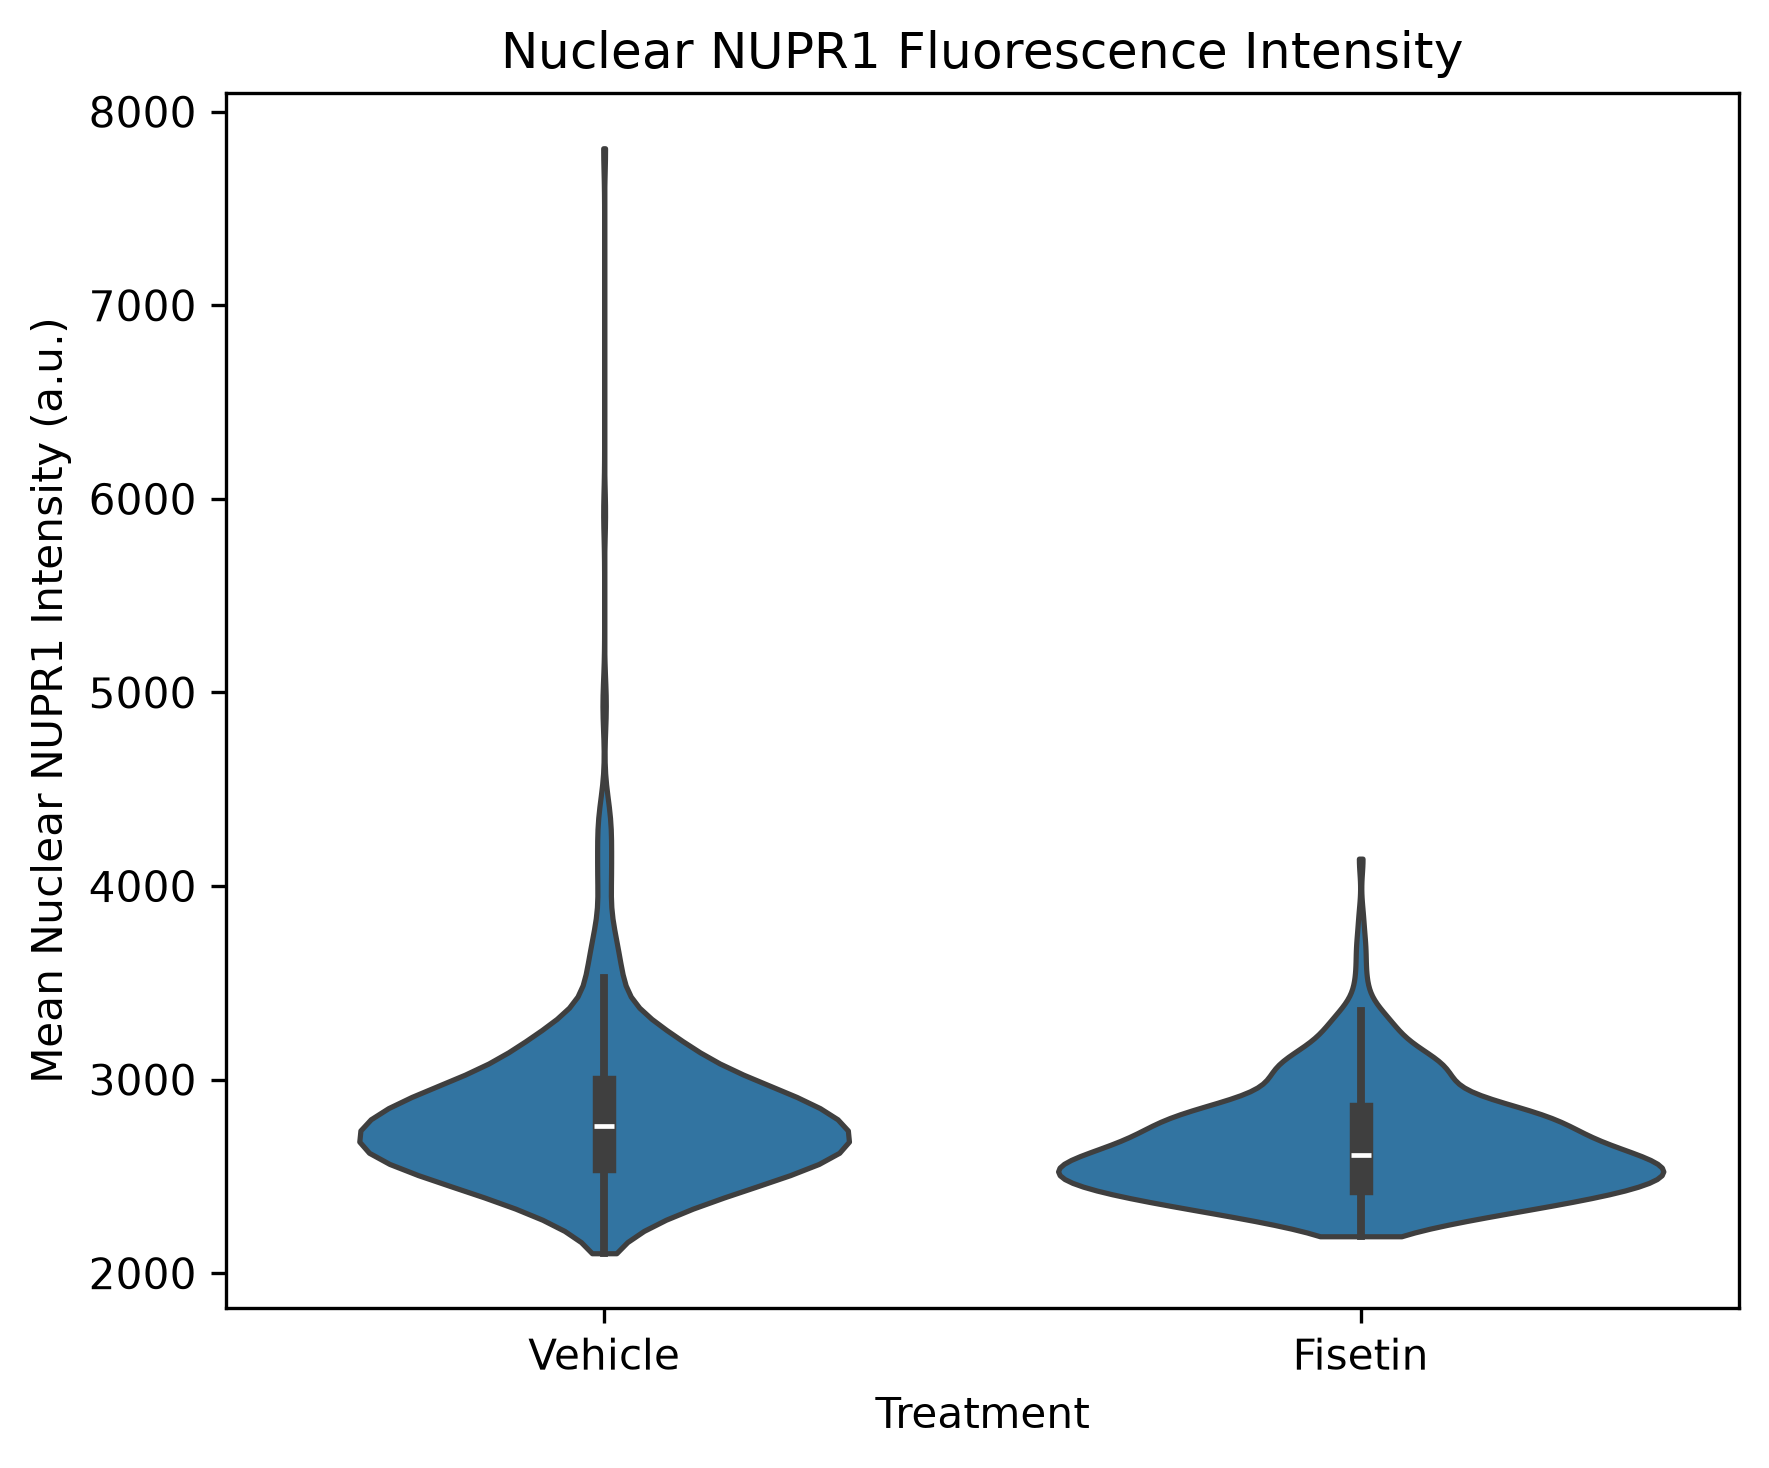 Nuclear NUPR1 Fluorescence Intensity
Mean Nuclear NUPR1 Intensity (a.u.)
8000
7000
6000
5000
4000
3000
2000
Vehicle
Fisetin
Treatment